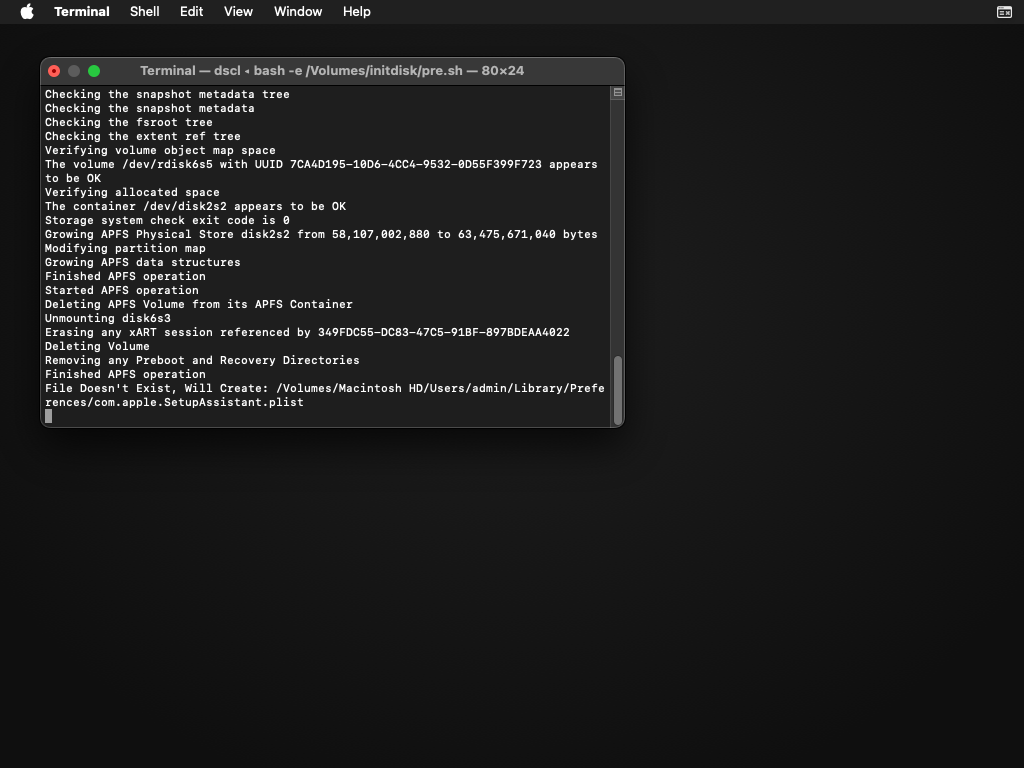 Terminal Shell Edit View Window Help
Terminal — dscl ◂ bash -e /Volumes/initdisk/pre.sh — 80×24
Checking the snapshot metadata tree
Checking the snapshot metadata
Checking the fsroot tree
Checking the extent ref tree
Verifying volume object map space
The volume /dev/rdisk6s5 with UUID 7CA4D195-10D6-4CC4-9532-0D55F399F723 appears
to be OK
Verifying allocated space
The container /dev/disk2s2 appears to be OK
Storage system check exit code is 0
Growing APFS Physical Store disk2s2 from 58,107,002,880 to 63,475,671,040 bytes
Modifying partition map
Growing APFS data structures
Finished APFS operation
Started APFS operation
Deleting APFS Volume from its APFS Container
Unmounting disk6s3
Erasing any xART session referenced by 349FDC55-DC83-47C5-91BF-897BDEAA4022
Deleting Volume
Removing any Preboot and Recovery Directories
Finished APFS operation
File Doesn't Exist, Will Create: /Volumes/Macintosh HD/Users/admin/Library/Prefe
rences/com.apple.SetupAssistant.plist